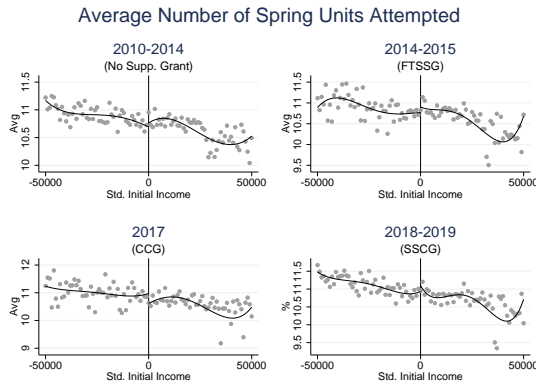 Average Number of Spring Units Attempted
2010-2014
(No Supp. Grant)
Avg
11.5
11
10.5
10
-50000 0 50000
Std. Initial Income
2014-2015
(FTSSG)
Avg
11.5
11
10.5
10
9.5
-50000 0 50000
Std. Initial Income
2017
(CCG)
Avg
12
11
10
9
-50000 0 50000
Std. Initial Income
2018-2019
(SSCG)
%
11.5
11
10.5
10
9.5
-50000 0 50000
Std. Initial Income